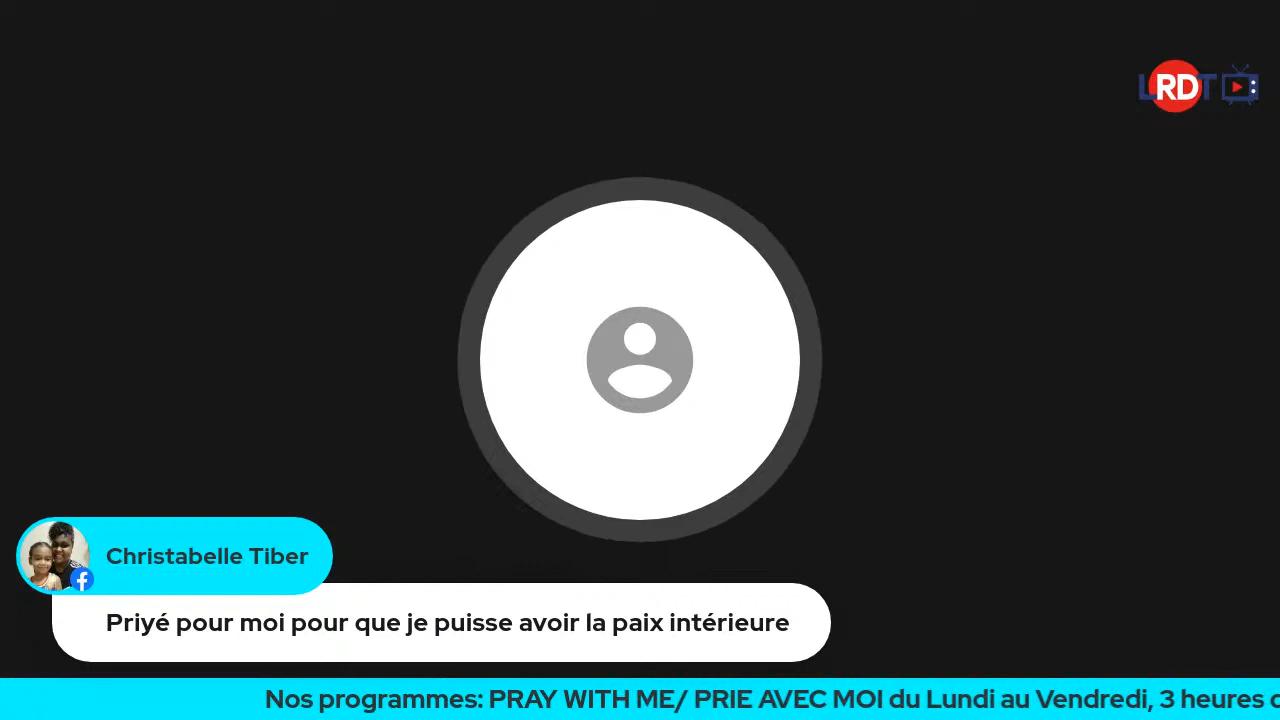 LRDT
Christabelle Tiber
Priyé pour moi pour que je puisse avoir la paix intérieure
Nos programmes: PRAY WITH ME/ PRIE AVEC MOI du Lundi au Vendredi, 3 heures